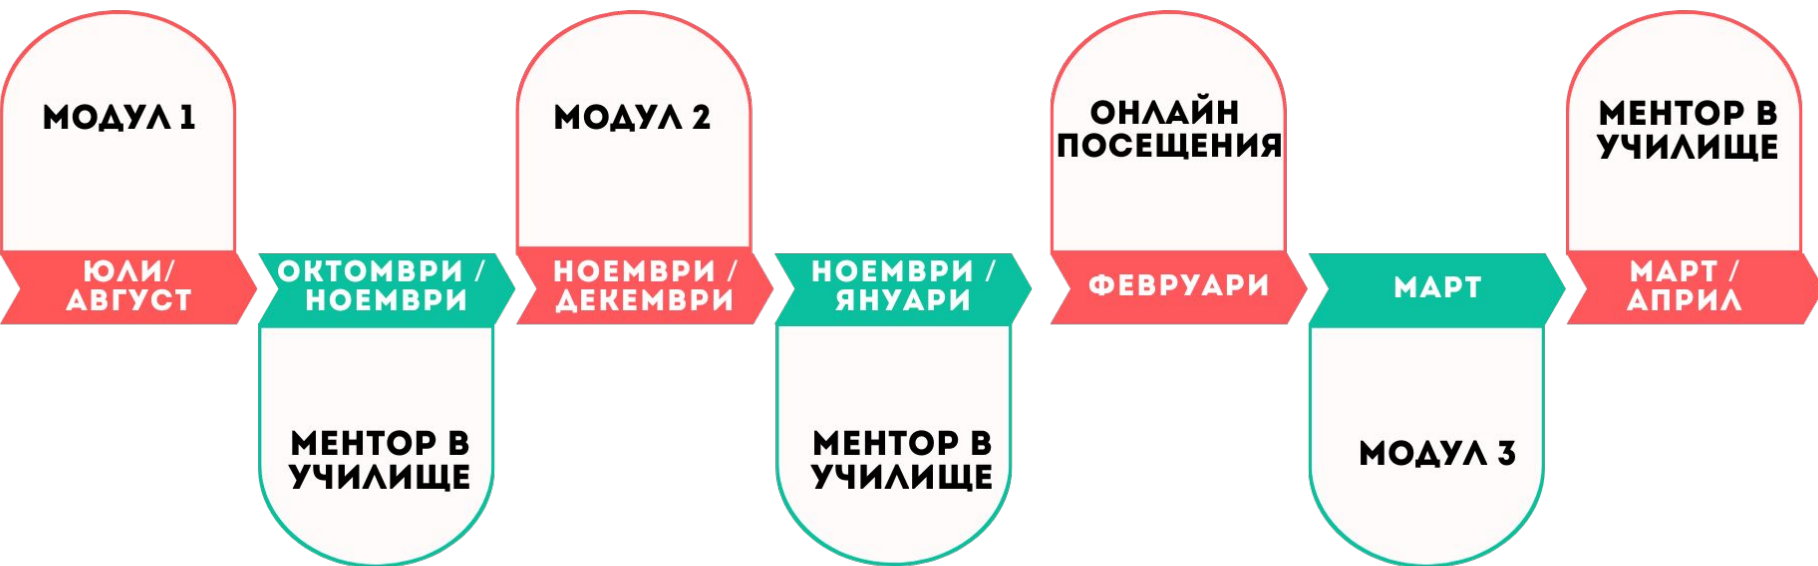 МОДУЛ 1
ЮЛИ/
АВГУСТ
ОКТОМВРИ /
НОЕМВРИ
МЕНТОР В
УЧИЛИЩЕ
МОДУЛ 2
НОЕМВРИ /
ДЕКЕМВРИ
НОЕМВРИ /
ЯНУАРИ
МЕНТОР В
УЧИЛИЩЕ
ОНЛАЙН
ПОСЕЩЕНИЯ
ФЕВРУАРИ
МАРТ
МОДУЛ 3
МЕНТОР В
УЧИЛИЩЕ
МАРТ /
АПРИЛ